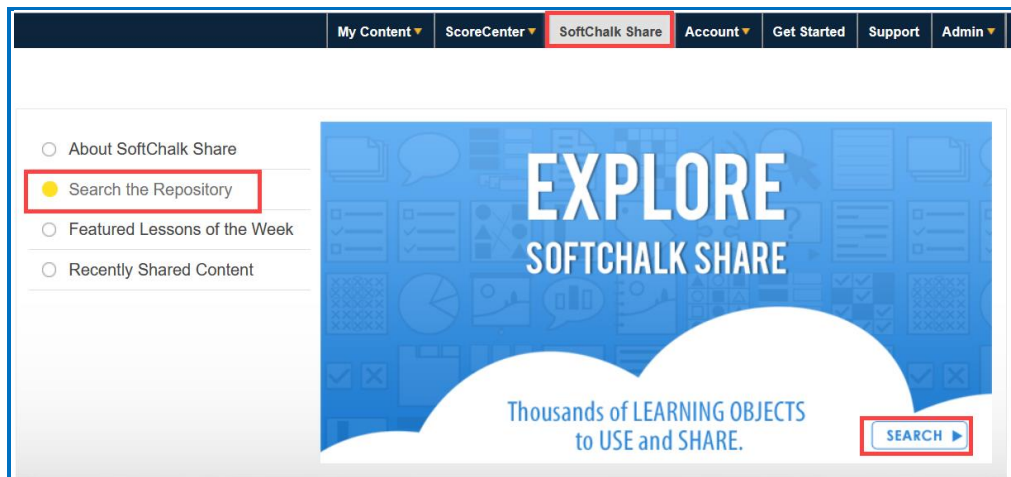 My Content ScoreCenter SoftChalk Share Account Get Started Support Admin
About SoftChalk Share
Search the Repository
Featured Lessons of the Week
Recently Shared Content
EXPLORE
SOFTCHALK SHARE
Thousands of LEARNING OBJECTS
to USE and SHARE.
SEARCH